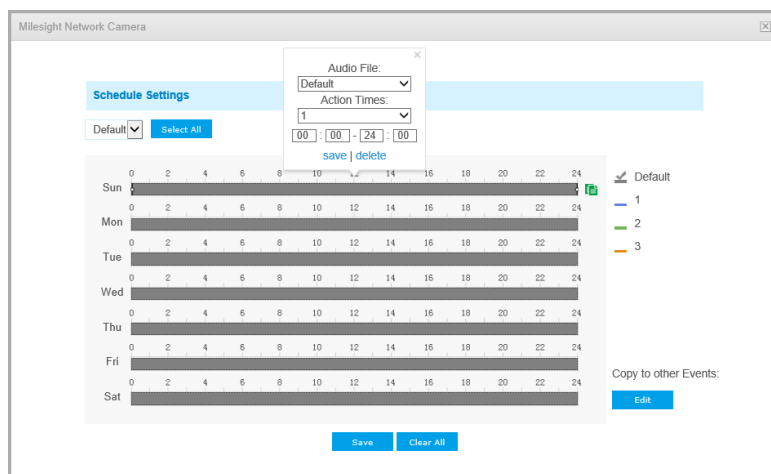 Milesight Network Camera
Audio File:
Default
Action Times:
1
00 : 00 - 24 : 00
save | delete
Schedule Settings
Default Select All
0 2 4 6 8 10 12 14 16 18 20 22 24
Sun
0 2 4 6 8 10 12 14 16 18 20 22 24
Mon
0 2 4 6 8 10 12 14 16 18 20 22 24
Tue
0 2 4 6 8 10 12 14 16 18 20 22 24
Wed
0 2 4 6 8 10 12 14 16 18 20 22 24
Thu
0 2 4 6 8 10 12 14 16 18 20 22 24
Fri
0 2 4 6 8 10 12 14 16 18 20 22 24
Sat
Default
1
2
3
Copy to other Events:
Edit
Save Clear All